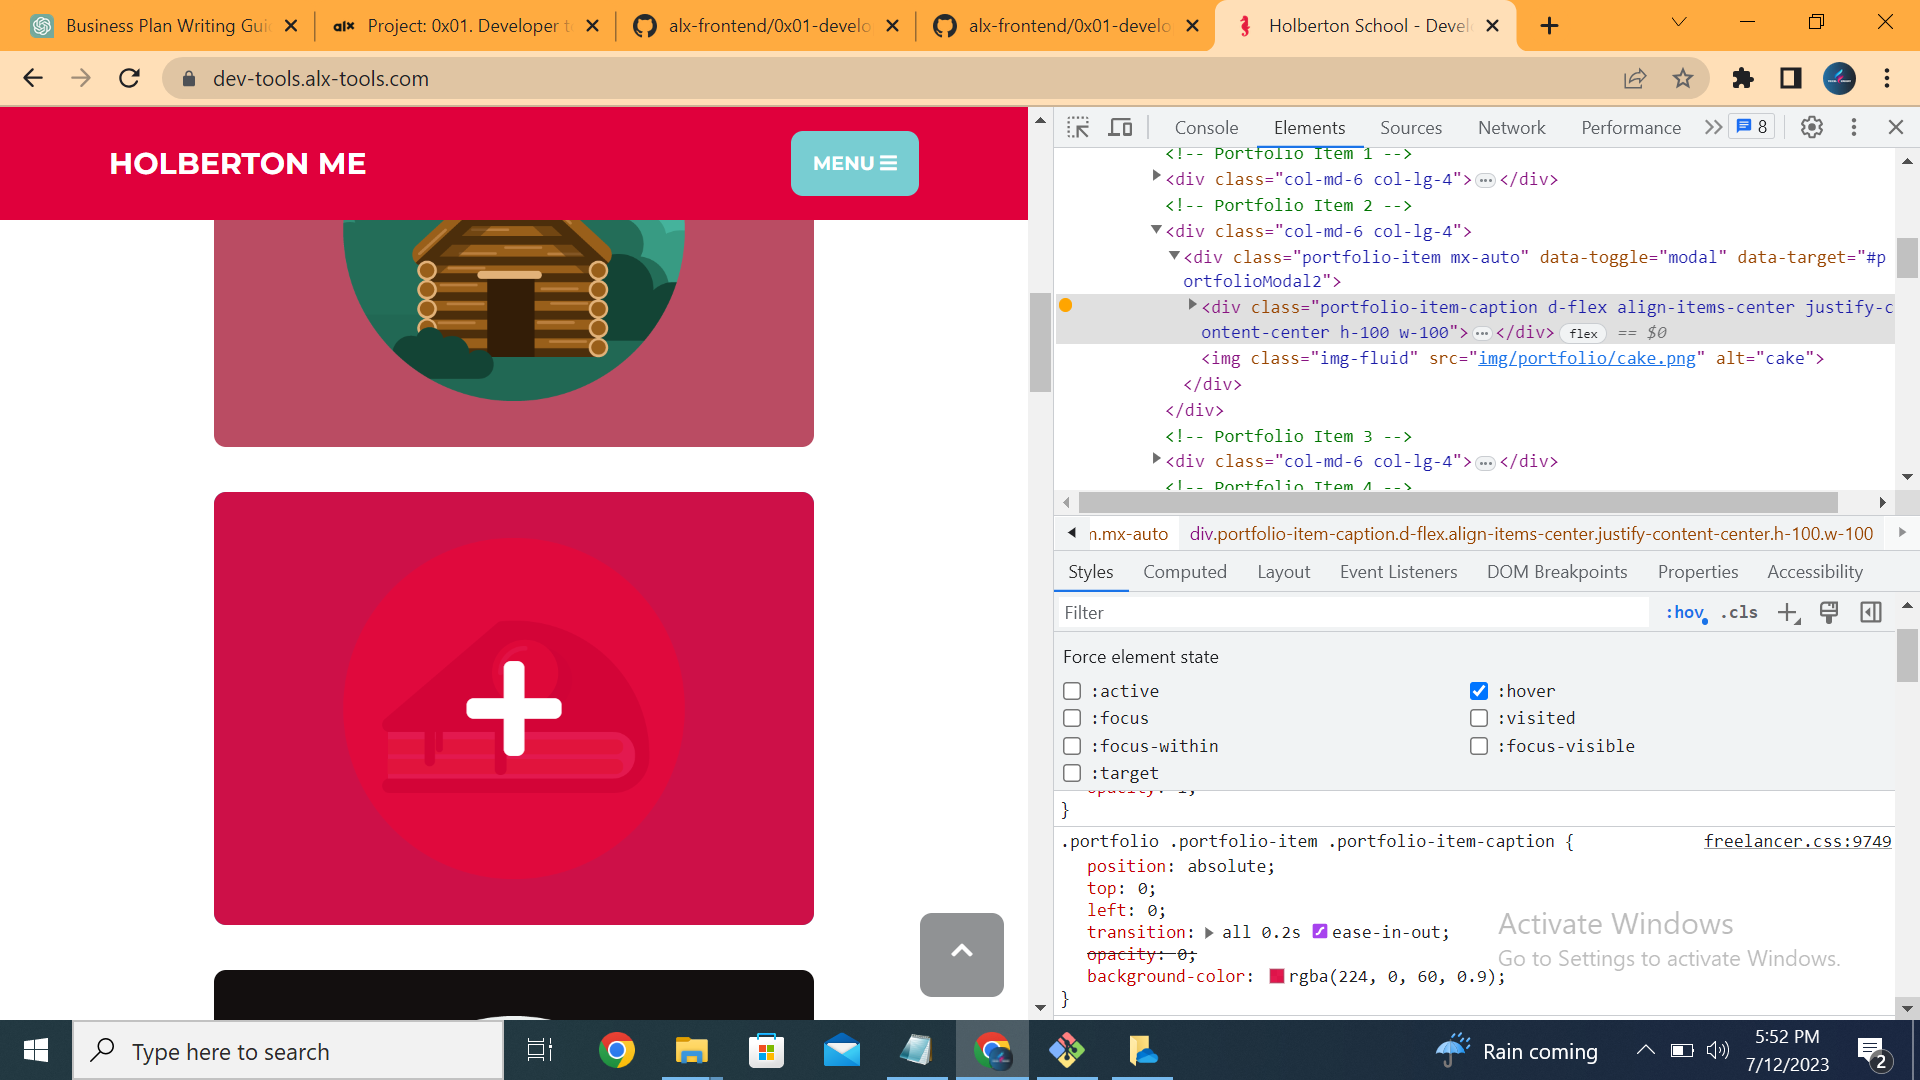 Business Plan Writing Gui
alx Project: 0x01. Developer t
alx-frontend/0x01-develo
alx-frontend/0x01-develo
Holberton School - Devel
dev-tools.alx-tools.com
HOLBERTON ME
MENU
Console Elements Sources Network Performance 8
<!-- Portfolio Item 1 -->
<div class="col-md-6 col-lg-4">…</div>
<!-- Portfolio Item 2 -->
<div class="col-md-6 col-lg-4">
<div class="portfolio-item mx-auto" data-toggle="modal" data-target="#p
ortfolioModal2">
<div class="portfolio-item-caption d-flex align-items-center justify-c
ontent-center h-100 w-100">…</div> flex == $0
<img class="img-fluid" src="img/portfolio/cake.png" alt="cake">
</div>
</div>
<!-- Portfolio Item 3 -->
<div class="col-md-6 col-lg-4">…</div>
<!-- Portfolio Item 4 -->
.mx-auto div.portfolio-item-caption.d-flex.align-items-center.justify-content-center.h-100.w-100
Styles Computed Layout Event Listeners DOM Breakpoints Properties Accessibility
Filter :hov .cls
Force element state
:active :hover
:focus :visited
:focus-within :focus-visible
:target
opacity: 1;
}
.portfolio .portfolio-item .portfolio-item-caption { freelancer.css:9749
position: absolute;
top: 0;
left: 0;
transition: all 0.2s ease-in-out;
opacity: 0;
background-color: rgba(224, 0, 60, 0.9);
}
Activate Windows
Go to Settings to activate Windows.
Type here to search
Rain coming
5:52 PM
7/12/2023
2